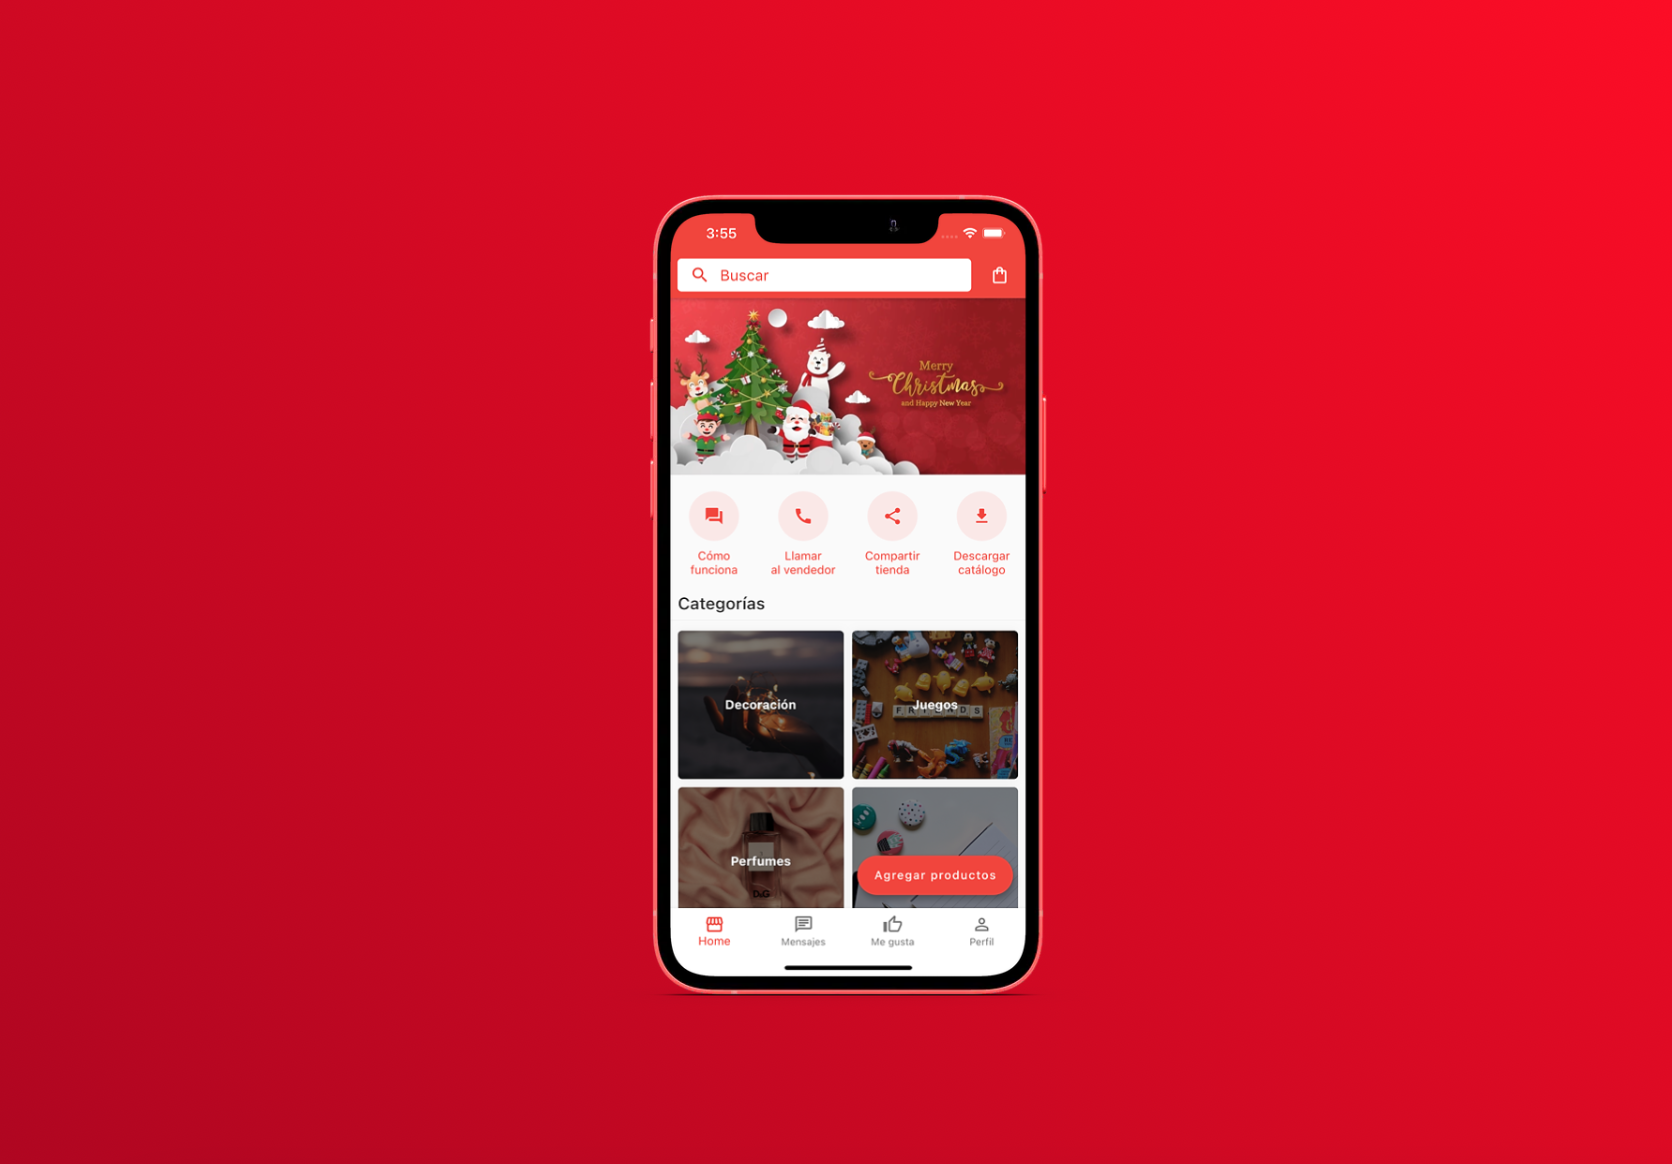 3:55
Buscar
Merry
Christmas
and Happy New Year
Cómo
funciona
Llamar
al vendedor
Compartir
tienda
Descargar
catálogo
Categorías
Decoración
Juegos
FRIENDS
Perfumes
D&G
Agregar productos
Home
Mensajes
Me gusta
Perfil